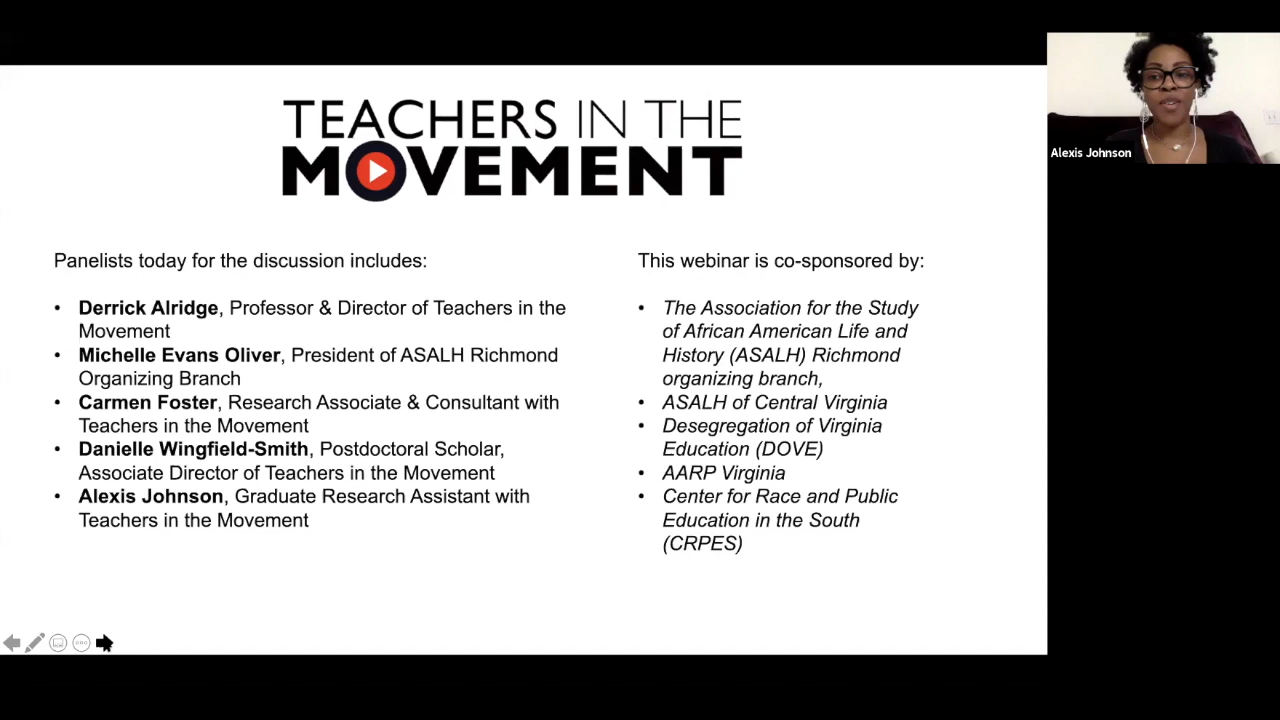 TEACHERS IN THE
MOVEMENT
Panelists today for the discussion includes:
• Derrick Alridge, Professor & Director of Teachers in the
Movement
• Michelle Evans Oliver, President of ASALH Richmond
Organizing Branch
• Carmen Foster, Research Associate & Consultant with
Teachers in the Movement
• Danielle Wingfield-Smith, Postdoctoral Scholar,
Associate Director of Teachers in the Movement
• Alexis Johnson, Graduate Research Assistant with
Teachers in the Movement
This webinar is co-sponsored by:
• The Association for the Study
of African American Life and
History (ASALH) Richmond
organizing branch,
• ASALH of Central Virginia
• Desegregation of Virginia
Education (DOVE)
• AARP Virginia
• Center for Race and Public
Education in the South
(CRPES)
Alexis Johnson